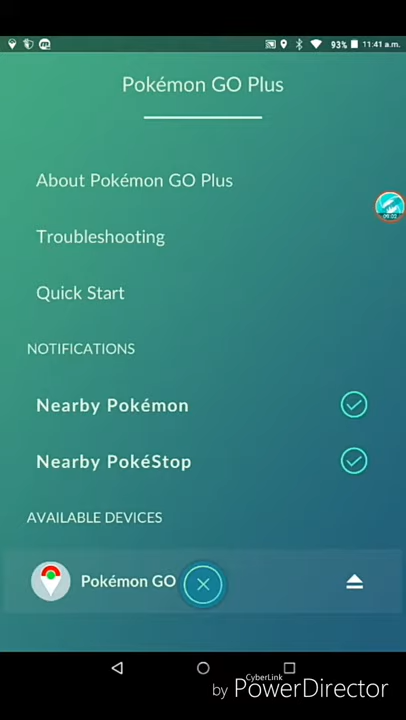 93% 11:41 a.m.
Pokémon GO Plus
About Pokémon GO Plus
Troubleshooting
Quick Start
NOTIFICATIONS
Nearby Pokémon
Nearby PokéStop
AVAILABLE DEVICES
Pokémon GO
CyberLink
by PowerDirector